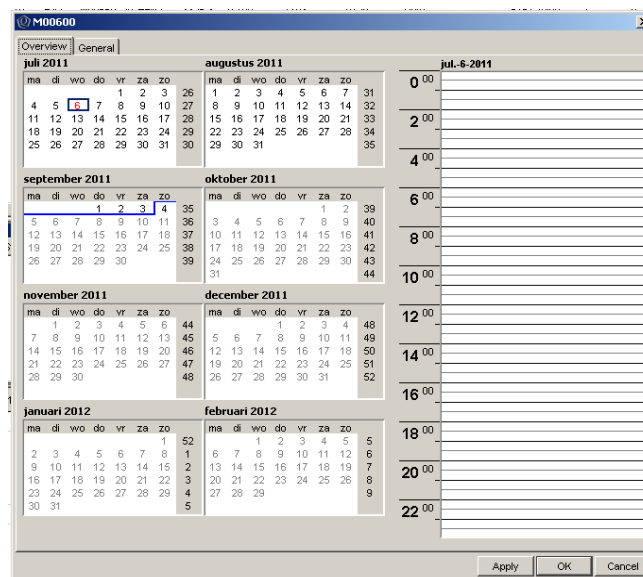 M00600
Overview General
juli 2011
ma di wo do vr za zo
1 2 3 26
4 5 6 7 8 9 10 27
11 12 13 14 15 16 17 28
18 19 20 21 22 23 24 29
25 26 27 28 29 30 31 30
augustus 2011
ma di wo do vr za zo
1 2 3 4 5 6 7 31
8 9 10 11 12 13 14 32
15 16 17 18 19 20 21 33
22 23 24 25 26 27 28 34
29 30 31 35
september 2011
ma di wo do vr za zo
1 2 3 4 35
5 6 7 8 9 10 11 36
12 13 14 15 16 17 18 37
19 20 21 22 23 24 25 38
26 27 28 29 30 39
oktober 2011
ma di wo do vr za zo
1 2 39
3 4 5 6 7 8 9 40
10 11 12 13 14 15 16 41
17 18 19 20 21 22 23 42
24 25 26 27 28 29 30 43
31 44
november 2011
ma di wo do vr za zo
1 2 3 4 5 6 44
7 8 9 10 11 12 13 45
14 15 16 17 18 19 20 46
21 22 23 24 25 26 27 47
28 29 30 48
december 2011
ma di wo do vr za zo
1 2 3 4 48
5 6 7 8 9 10 11 49
12 13 14 15 16 17 18 50
19 20 21 22 23 24 25 51
26 27 28 29 30 31 52
januari 2012
ma di wo do vr za zo
1 52
2 3 4 5 6 7 8 1
9 10 11 12 13 14 15 2
16 17 18 19 20 21 22 3
23 24 25 26 27 28 29 4
30 31 5
februari 2012
ma di wo do vr za zo
1 2 3 4 5 5
6 7 8 9 10 11 12 6
13 14 15 16 17 18 19 7
20 21 22 23 24 25 26 8
27 28 29 9
jul.-6-2011
0 00
2 00
4 00
6 00
8 00
10 00
12 00
14 00
16 00
18 00
20 00
22 00
Apply OK Cancel